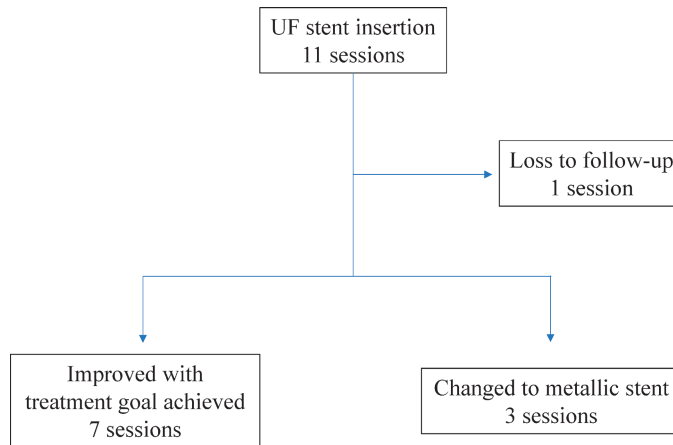 UF stent insertion
11 sessions
Loss to follow-up
1 session
Improved with
treatment goal achieved
7 sessions
Changed to metallic stent
3 sessions